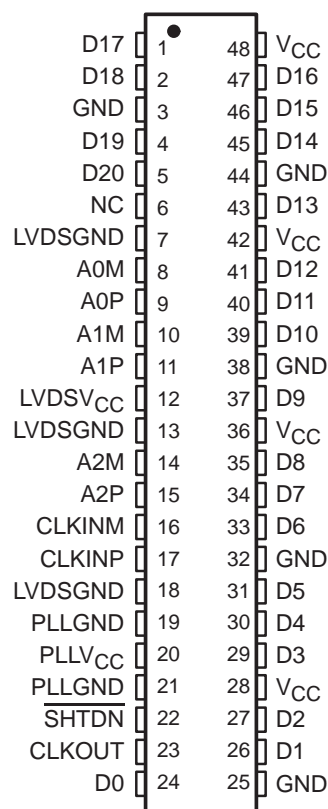 D17 1 48 VCC
D18 2 47 D16
GND 3 46 D15
D19 4 45 D14
D20 5 44 GND
NC 6 43 D13
LVDSGND 7 42 VCC
A0M 8 41 D12
A0P 9 40 D11
A1M 10 39 D10
A1P 11 38 GND
LVDSVCC 12 37 D9
LVDSGND 13 36 VCC
A2M 14 35 D8
A2P 15 34 D7
CLKINM 16 33 D6
CLKINP 17 32 GND
LVDSGND 18 31 D5
PLLGND 19 30 D4
PLLVCC 20 29 D3
PLLGND 21 28 VCC
SHTDN 22 27 D2
CLKOUT 23 26 D1
D0 24 25 GND